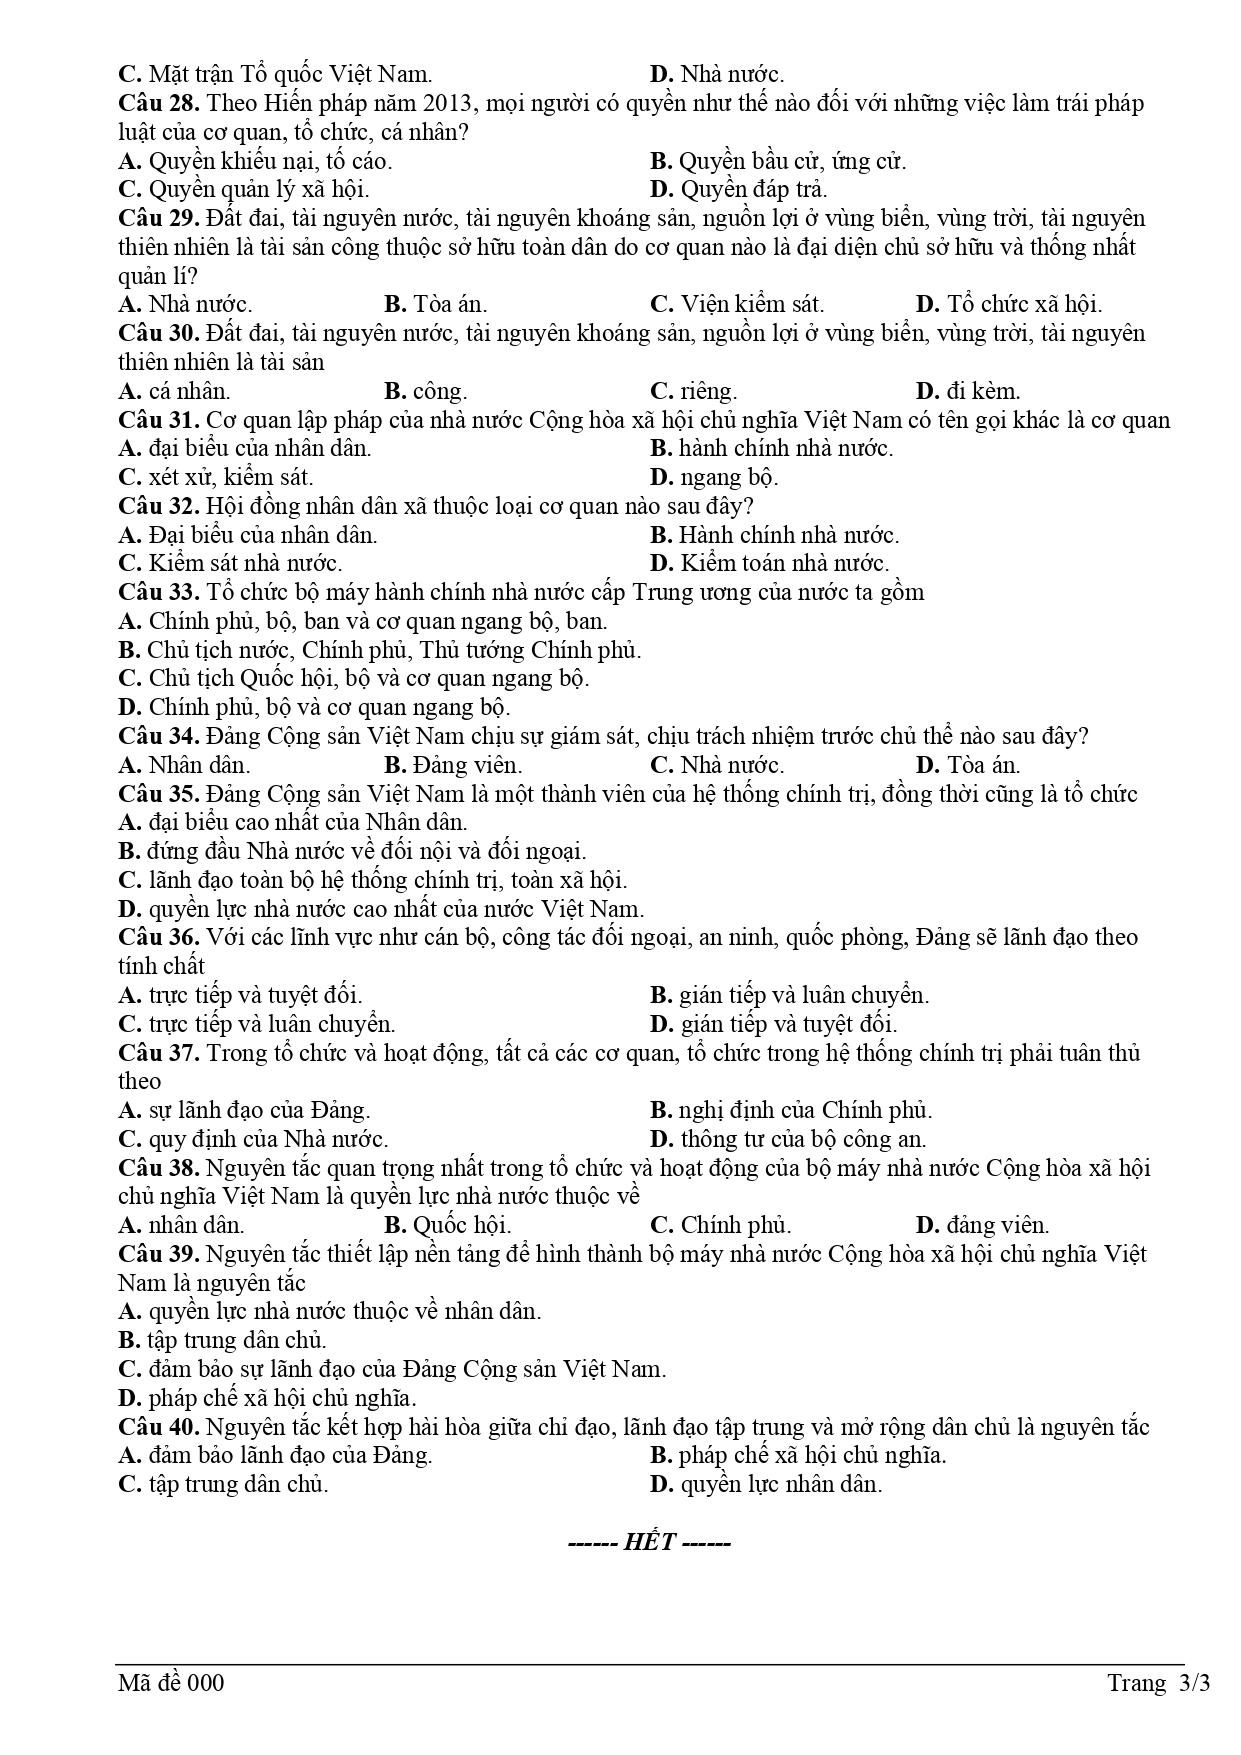 C. Mặt trận Tổ quốc Việt Nam. D. Nhà nước.
Câu 28. Theo Hiến pháp năm 2013, mọi người có quyền như thế nào đối với những việc làm trái pháp
luật của cơ quan, tổ chức, cá nhân?
A. Quyền khiếu nại, tố cáo. B. Quyền bầu cử, ứng cử.
C. Quyền quản lý xã hội. D. Quyền đáp trả.
Câu 29. Đất đai, tài nguyên nước, tài nguyên khoáng sản, nguồn lợi ở vùng biển, vùng trời, tài nguyên
thiên nhiên là tài sản công thuộc sở hữu toàn dân do cơ quan nào là đại diện chủ sở hữu và thống nhất
quản lí?
A. Nhà nước. B. Tòa án. C. Viện kiểm sát. D. Tổ chức xã hội.
Câu 30. Đất đai, tài nguyên nước, tài nguyên khoáng sản, nguồn lợi ở vùng biển, vùng trời, tài nguyên
thiên nhiên là tài sản
A. cá nhân. B. công. C. riêng. D. đi kèm.
Câu 31. Cơ quan lập pháp của nhà nước Cộng hòa xã hội chủ nghĩa Việt Nam có tên gọi khác là cơ quan
A. đại biểu của nhân dân. B. hành chính nhà nước.
C. xét xử, kiểm sát. D. ngang bộ.
Câu 32. Hội đồng nhân dân xã thuộc loại cơ quan nào sau đây?
A. Đại biểu của nhân dân. B. Hành chính nhà nước.
C. Kiểm sát nhà nước. D. Kiểm toán nhà nước.
Câu 33. Tổ chức bộ máy hành chính nhà nước cấp Trung ương của nước ta gồm
A. Chính phủ, bộ, ban và cơ quan ngang bộ, ban.
B. Chủ tịch nước, Chính phủ, Thủ tướng Chính phủ.
C. Chủ tịch Quốc hội, bộ và cơ quan ngang bộ.
D. Chính phủ, bộ và cơ quan ngang bộ.
Câu 34. Đảng Cộng sản Việt Nam chịu sự giám sát, chịu trách nhiệm trước chủ thể nào sau đây?
A. Nhân dân. B. Đảng viên. C. Nhà nước. D. Tòa án.
Câu 35. Đảng Cộng sản Việt Nam là một thành viên của hệ thống chính trị, đồng thời cũng là tổ chức
A. đại biểu cao nhất của Nhân dân.
B. đứng đầu Nhà nước về đối nội và đối ngoại.
C. lãnh đạo toàn bộ hệ thống chính trị, toàn xã hội.
D. quyền lực nhà nước cao nhất của nước Việt Nam.
Câu 36. Với các lĩnh vực như cán bộ, công tác đối ngoại, an ninh, quốc phòng, Đảng sẽ lãnh đạo theo
tính chất
A. trực tiếp và tuyệt đối. B. gián tiếp và luân chuyển.
C. trực tiếp và luân chuyển. D. gián tiếp và tuyệt đối.
Câu 37. Trong tổ chức và hoạt động, tất cả các cơ quan, tổ chức trong hệ thống chính trị phải tuân thủ
theo
A. sự lãnh đạo của Đảng. B. nghị định của Chính phủ.
C. quy định của Nhà nước. D. thông tư của bộ công an.
Câu 38. Nguyên tắc quan trọng nhất trong tổ chức và hoạt động của bộ máy nhà nước Cộng hòa xã hội
chủ nghĩa Việt Nam là quyền lực nhà nước thuộc về
A. nhân dân. B. Quốc hội. C. Chính phủ. D. đảng viên.
Câu 39. Nguyên tắc thiết lập nền tảng để hình thành bộ máy nhà nước Cộng hòa xã hội chủ nghĩa Việt
Nam là nguyên tắc
A. quyền lực nhà nước thuộc về nhân dân.
B. tập trung dân chủ.
C. đảm bảo sự lãnh đạo của Đảng Cộng sản Việt Nam.
D. pháp chế xã hội chủ nghĩa.
Câu 40. Nguyên tắc kết hợp hài hòa giữa chỉ đạo, lãnh đạo tập trung và mở rộng dân chủ là nguyên tắc
A. đảm bảo lãnh đạo của Đảng. B. pháp chế xã hội chủ nghĩa.
C. tập trung dân chủ. D. quyền lực nhân dân.
------ HẾT ------
Mã đề 000 Trang 3/3